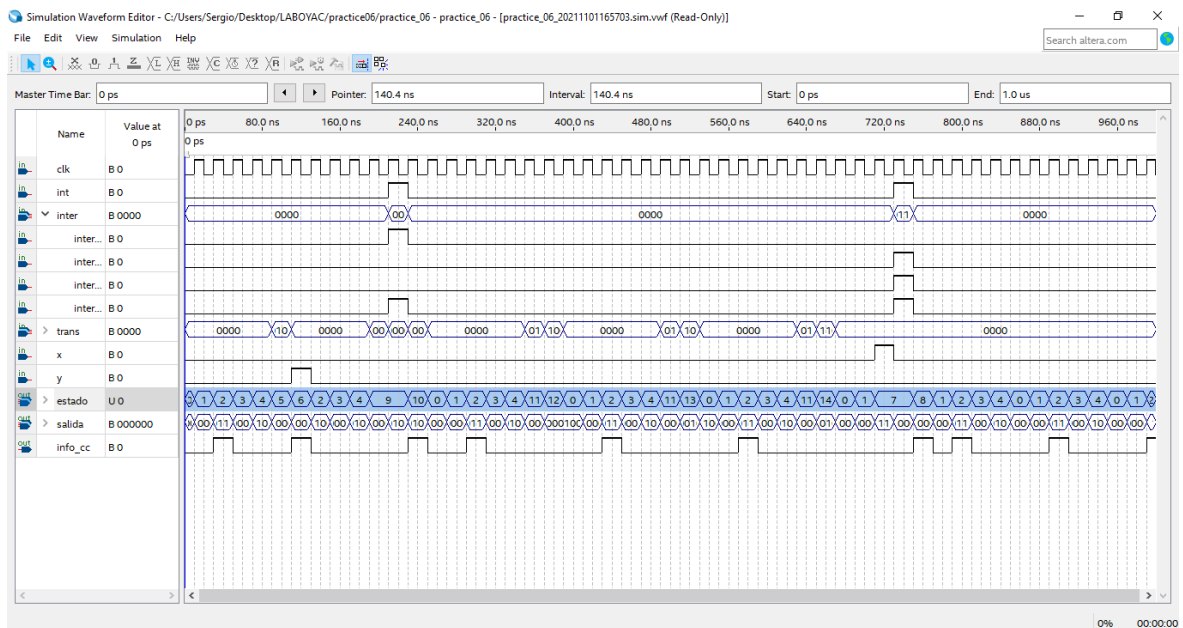 Simulation Waveform Editor - C:/Users/Sergio/Desktop/LABOYAC/practice06/practice_06 - practice_06 - [practice_06_20211101165703.sim.vwf (Read-Only)]
File Edit View Simulation Help
Search altera.com
Master Time Bar: 0 ps Pointer: 140.4 ns Interval: 140.4 ns Start: 0 ps End: 1.0 us
Name Value at 0 ps
0 ps 80.0 ns 160.0 ns 240.0 ns 320.0 ns 400.0 ns 480.0 ns 560.0 ns 640.0 ns 720.0 ns 800.0 ns 880.0 ns 960.0 ns
0 ps
clk B 0
int B 0
inter B 0000 0000 00 0000 11 0000
inter... B 0
inter... B 0
inter... B 0
inter... B 0
trans B 0000 0000 10 0000 00 00 00 0000 01 10 0000 01 10 0000 01 11 0000
x B 0
y B 0
estado U 0 1 2 3 4 5 6 2 3 4 9 10 0 1 2 3 4 11 12 0 1 2 3 4 11 13 0 1 2 3 4 11 14 0 1 7 8 1 2 3 4 0 1 2 3 4 0 1 2
salida B 000000
info_cc B 0
0% 00:00:00